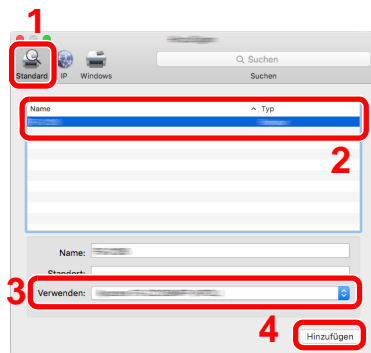 1
Suchen
Standard IP Windows Suchen
Name Typ
2
Name:
Standort:
3 Verwenden:
4 Hinzufügen